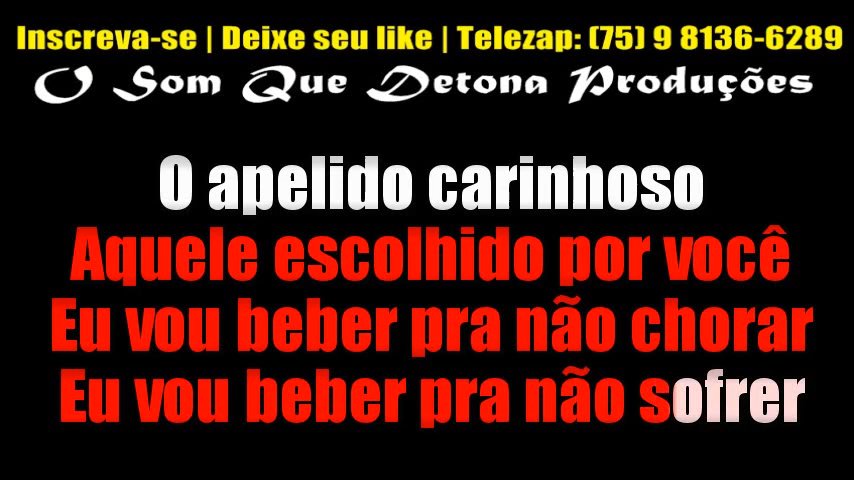 Inscreva-se | Deixe seu like | Telezap: (75) 9 8136-6289
O Som Que Detona Produções
O apelido carinhoso
Aquele escolhido por você
Eu vou beber pra não chorar
Eu vou beber pra não sofrer